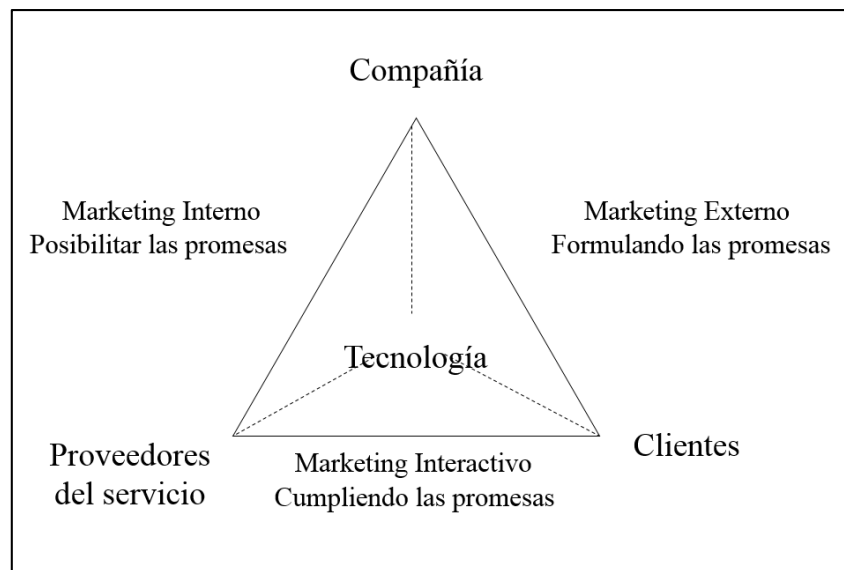 Compañía
Marketing Interno
Posibilitar las promesas
Marketing Externo
Formulando las promesas
Tecnología
Proveedores
del servicio
Marketing Interactivo
Cumpliendo las promesas
Clientes